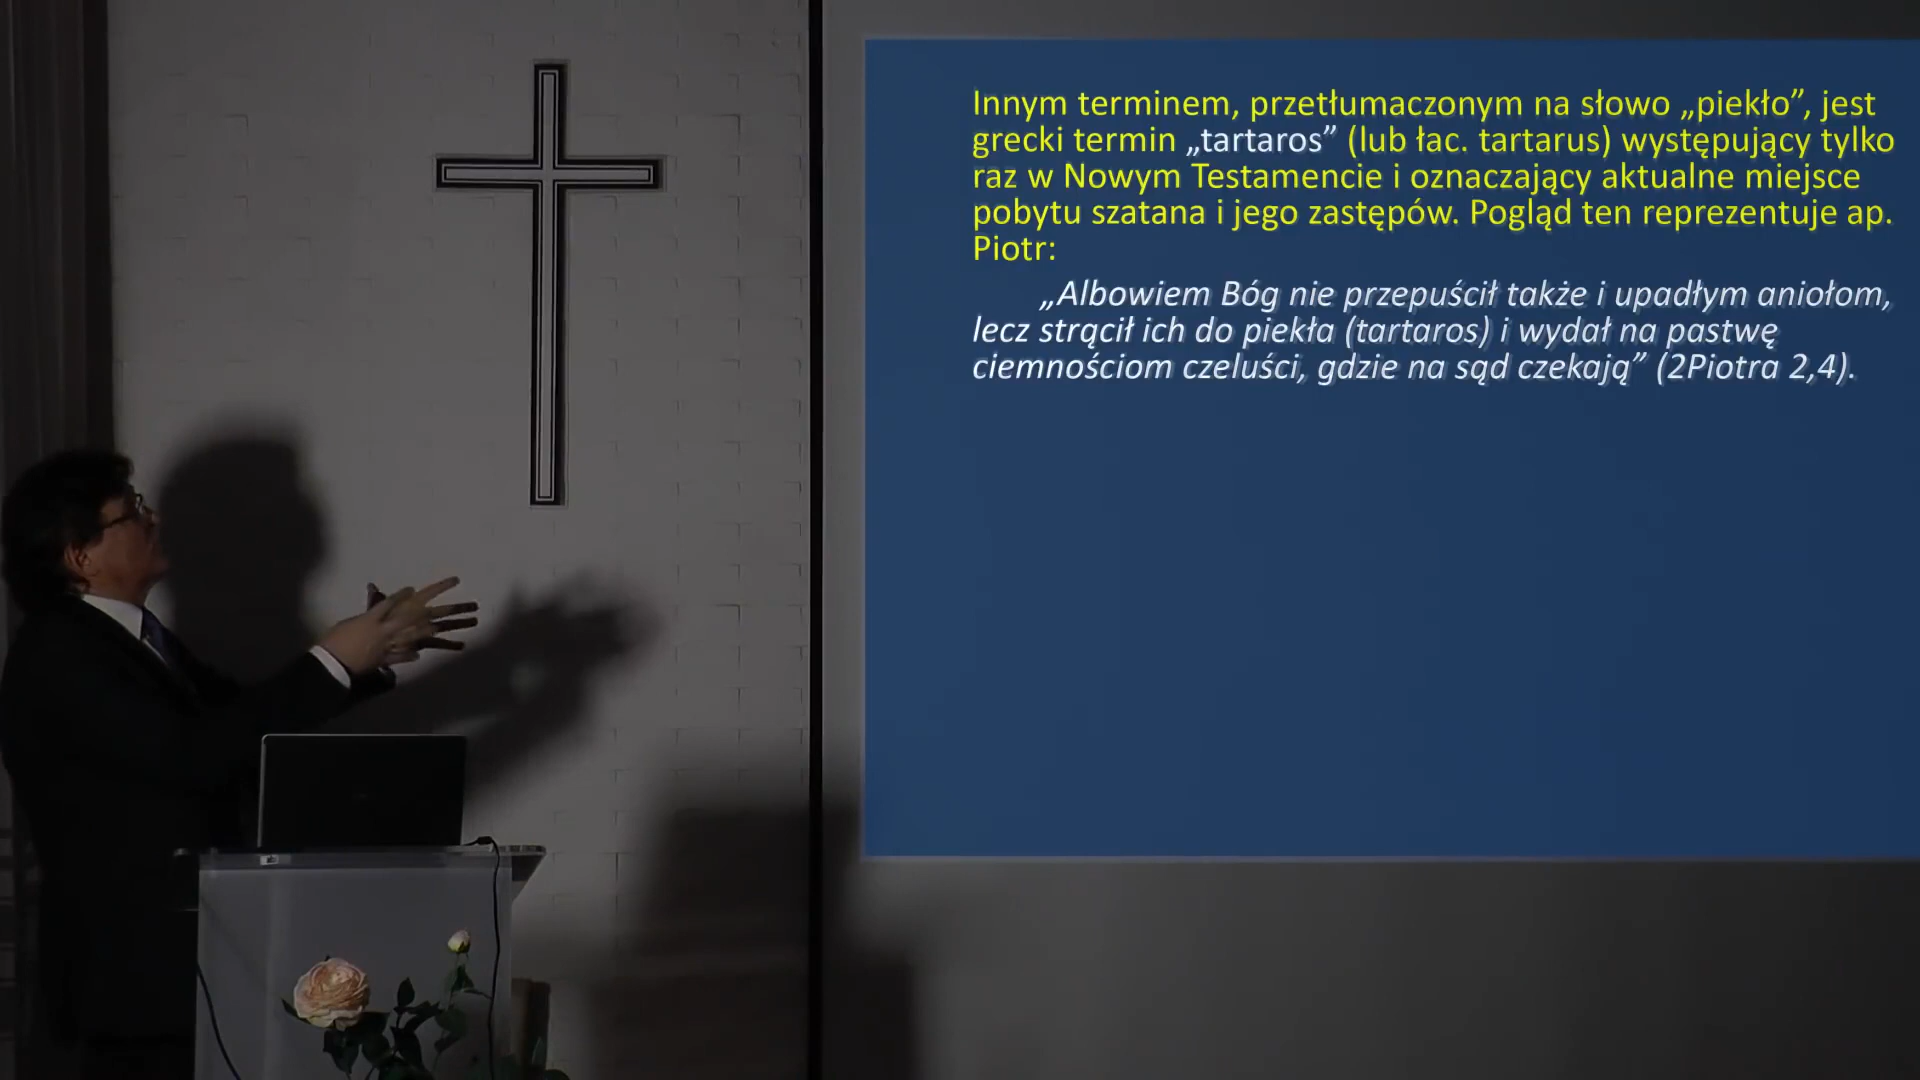 Innym terminem, przetłumaczonym na słowo „piekło”, jest
grecki termin „tartaros” (lub łac. tartarus) występujący tylko
raz w Nowym Testamencie i oznaczający aktualne miejsce
pobytu szatana i jego zastępów. Pogląd ten reprezentuje ap.
Piotr:
„Albowiem Bóg nie przepuścił także i upadłym aniołom,
lecz strącił ich do piekła (tartaros) i wydał na pastwę
ciemnościom czeluści, gdzie na sąd czekają” (2Piotra 2,4).